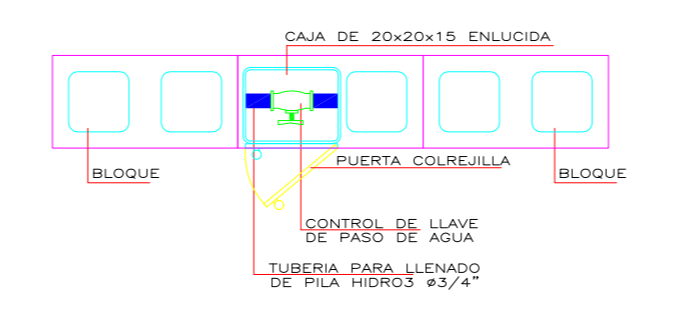 CAJA DE 20x20x15 ENLUCIDA
BLOQUE
PUERTA COLREJILLA
BLOQUE
CONTROL DE LLAVE
DE PASO DE AGUA
TUBERIA PARA LLENADO
DE PILA HIDRO3 ø3/4”